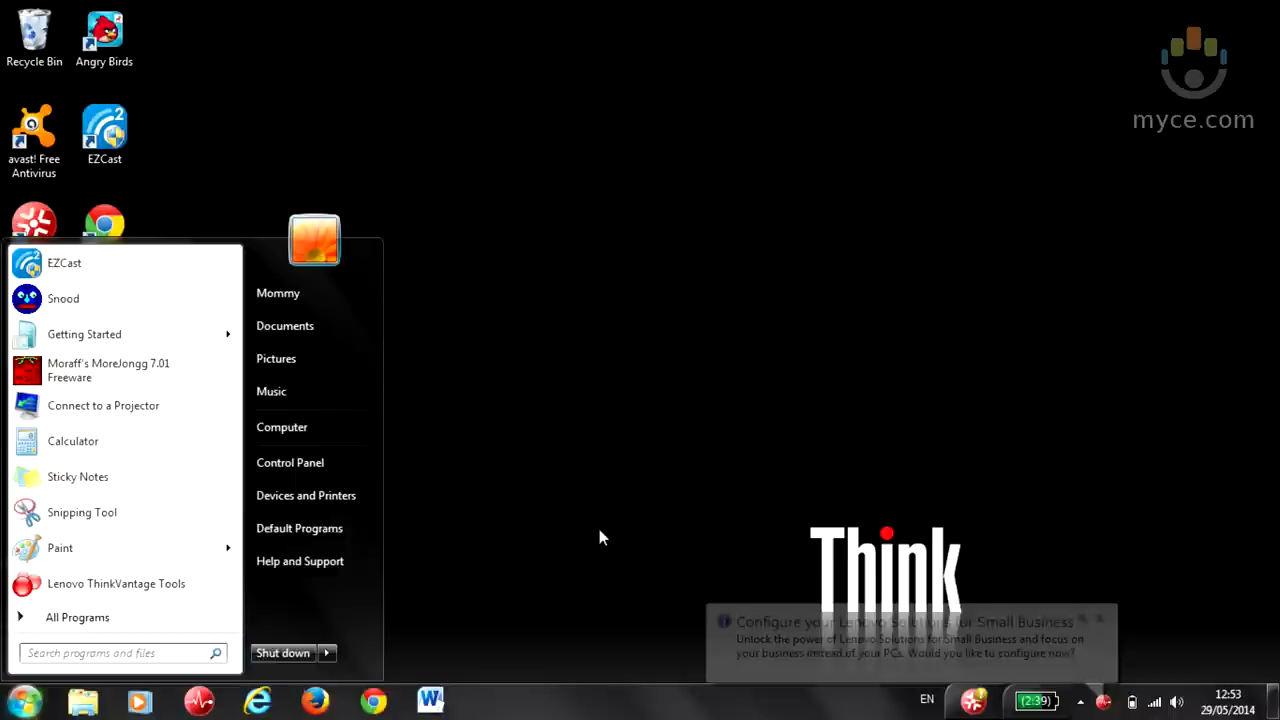 Recycle Bin
Angry Birds
myce.com
avast! Free
Antivirus
2
EZCast
2
EZCast
Snood
Getting Started
Moraff's MoreJongg 7.01
Freeware
Connect to a Projector
Calculator
Sticky Notes
Snipping Tool
Paint
Lenovo ThinkVantage Tools
All Programs
Search programs and files
Mommy
Documents
Pictures
Music
Computer
Control Panel
Devices and Printers
Default Programs
Help and Support
Shut down
Think
Configure your Lenovo Solutions for Small Business
Unlock the power of Lenovo Solutions for Small Business and focus on
your business instead of your PCs. Would you like to configure now?
W
EN
(2:39)
12:53
29/05/2014